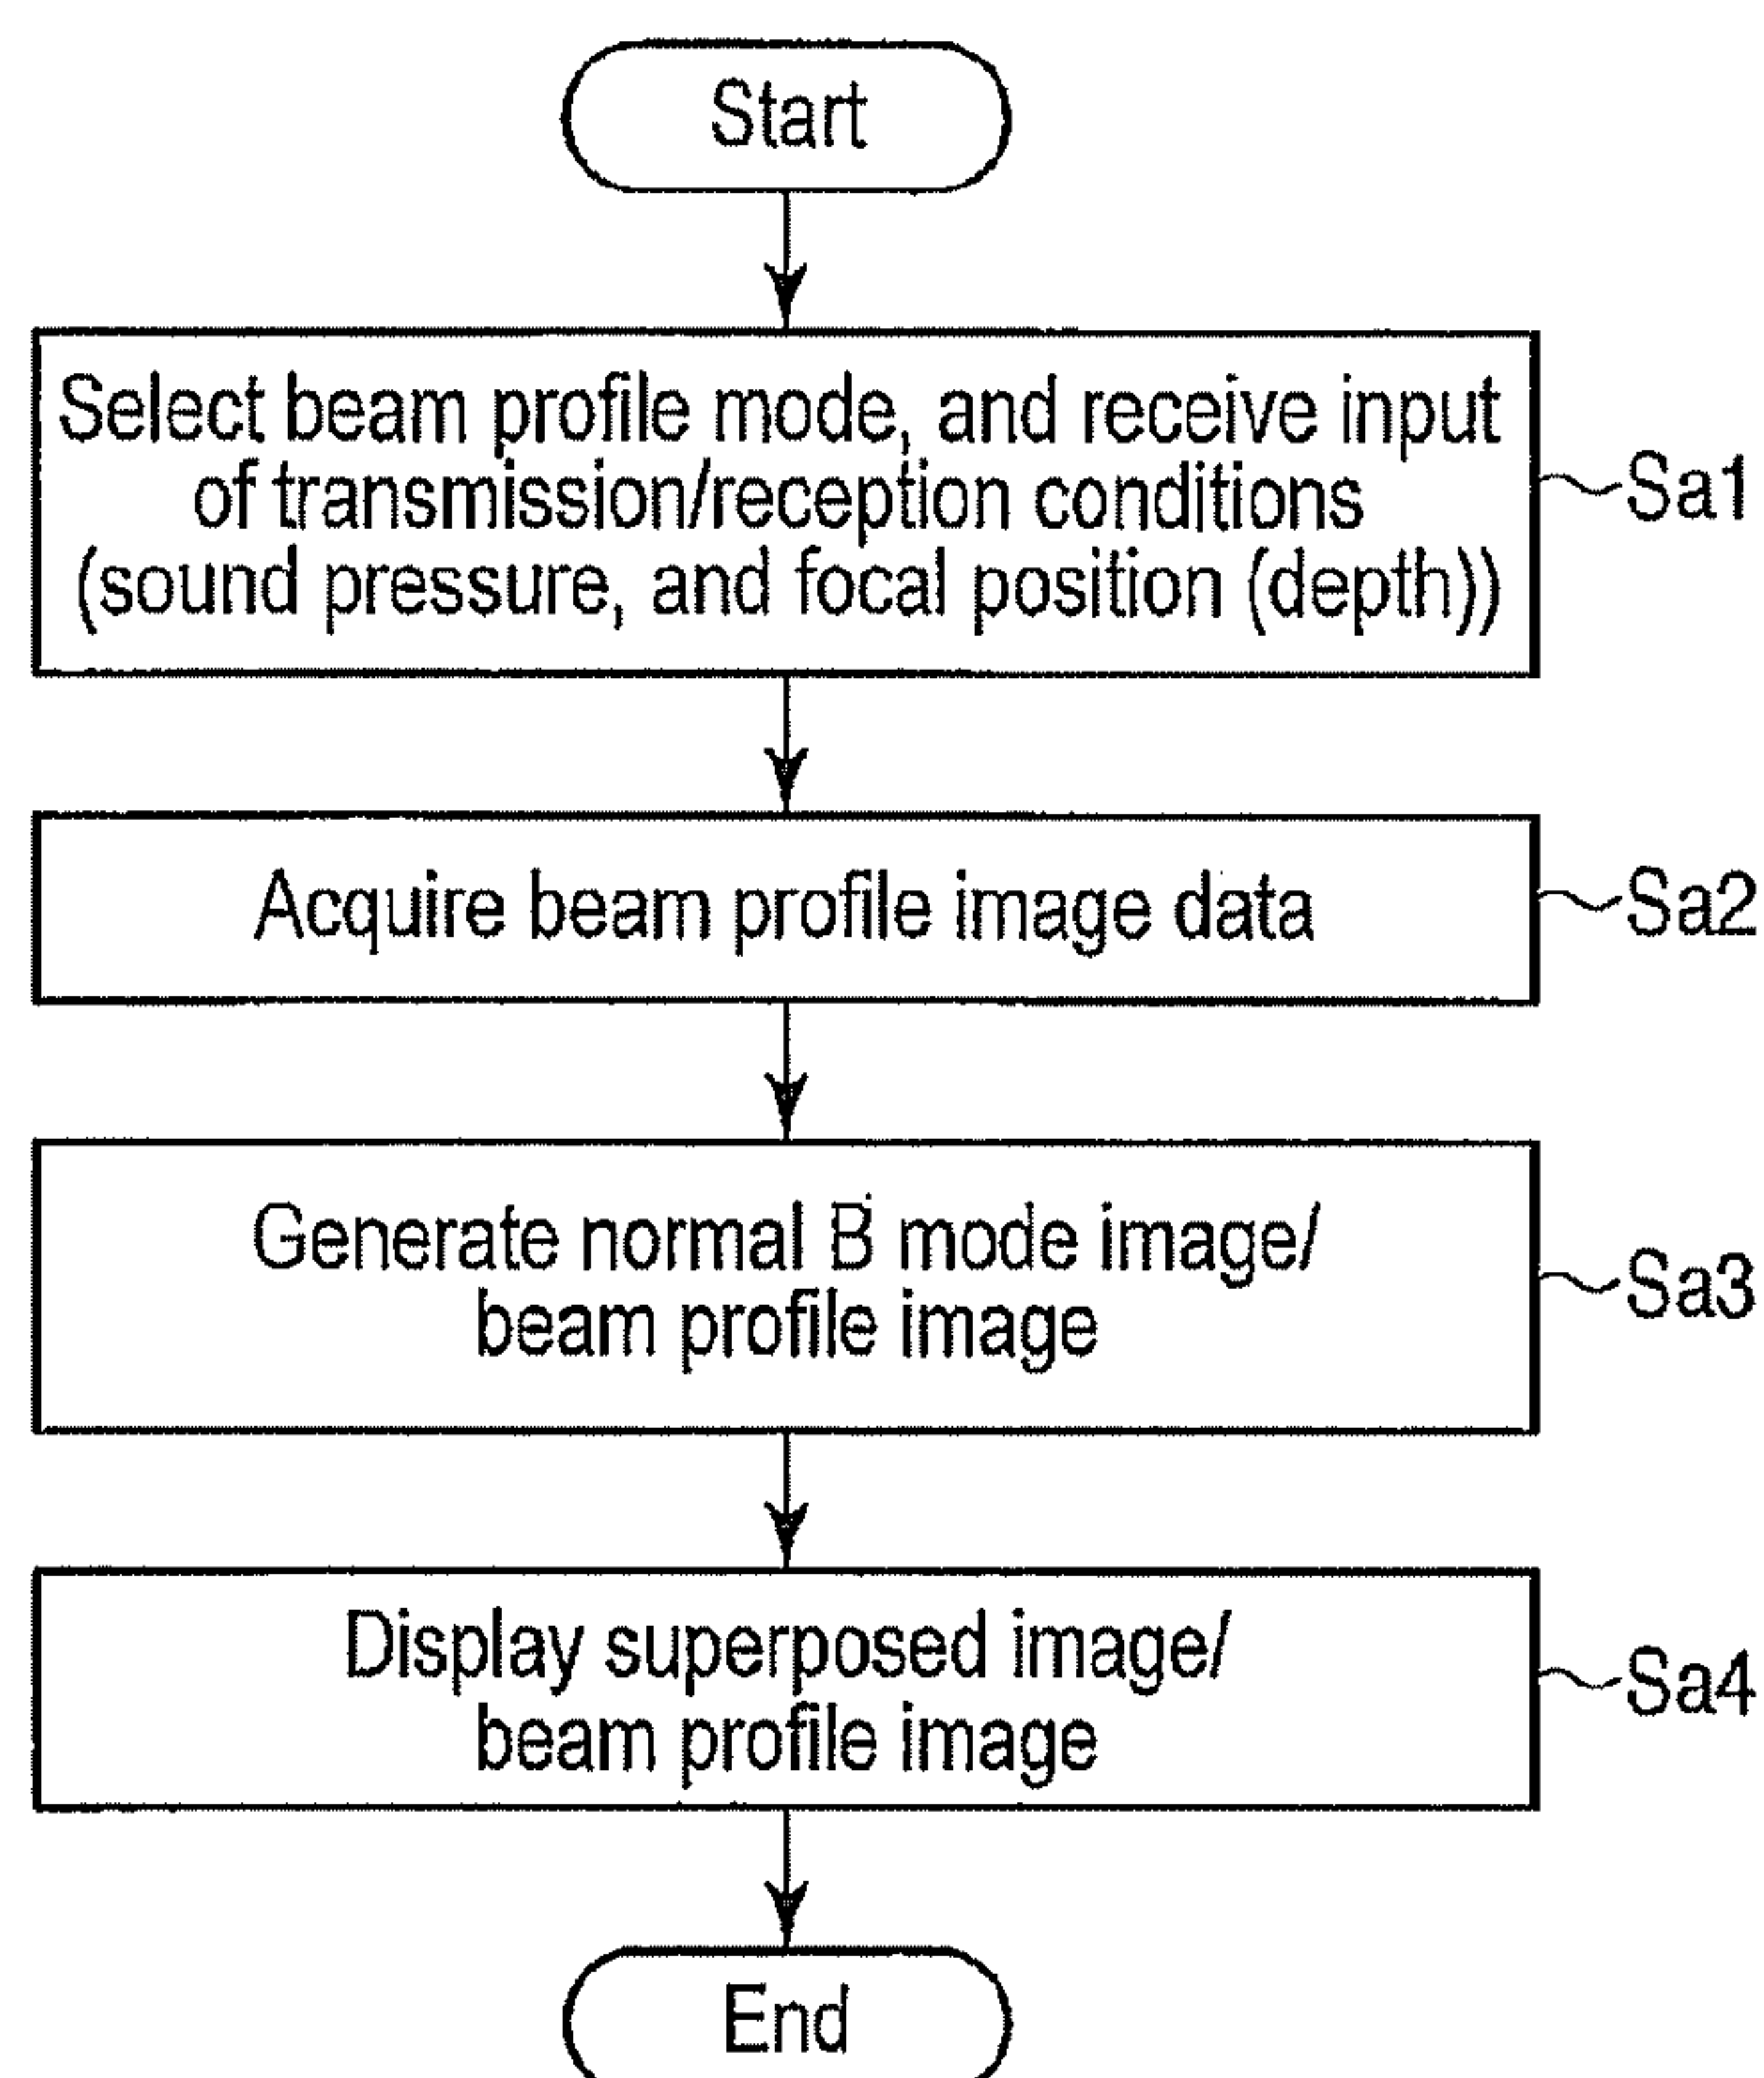 Start
Select beam profile mode, and receive input
of transmission/reception conditions
(sound pressure, and focal position (depth))
Sa1
Acquire beam profile image data
Sa2
Generate normal B mode image/
beam profile image
Sa3
Display superposed image/
beam profile image
Sa4
End